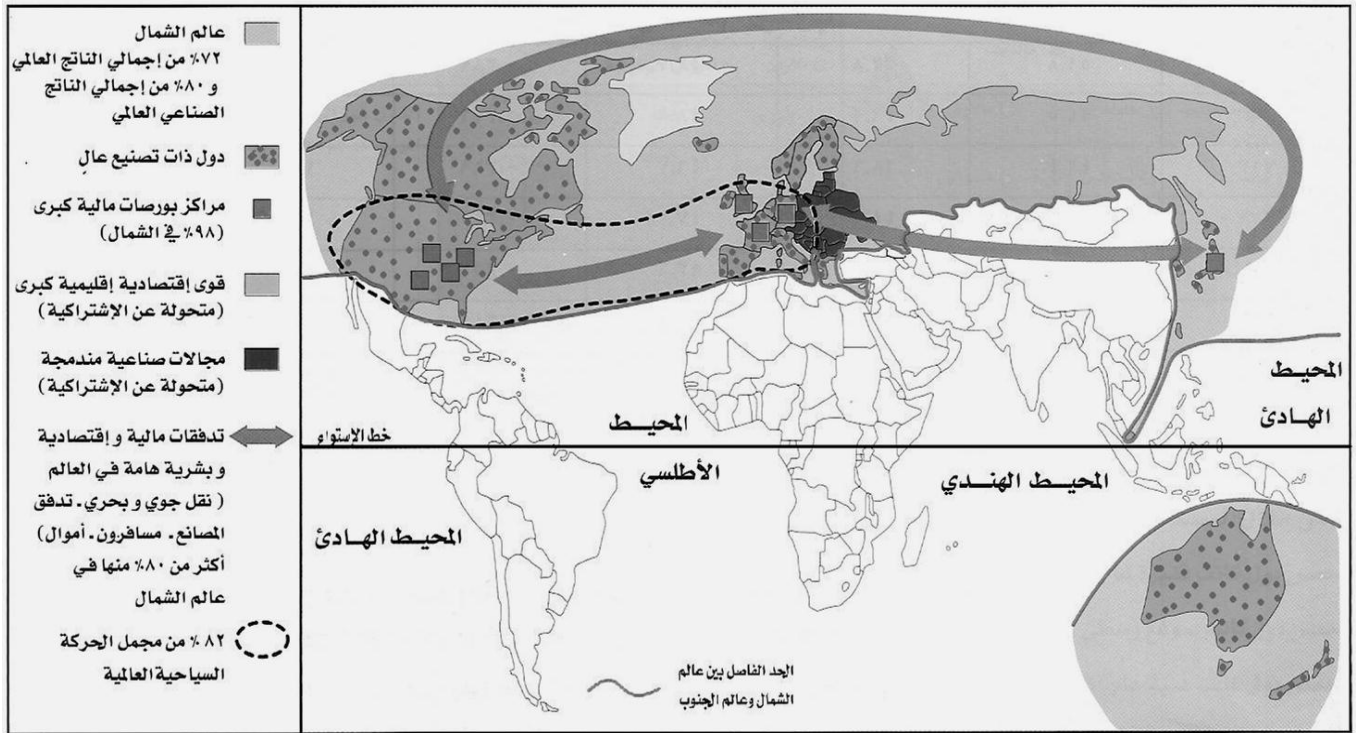 عالم الشمال
٧٢٪ من إجمالي الناتج العالمي
و ٨٠٪ من إجمالي الناتج
الصناعي العالمي
دول ذات تصنيع عالٍ
مراكز بورصات مالية كبرى
(٩٨٪ في الشمال)
قوى إقتصادية إقليمية كبرى
(متحولة عن الإشتراكية)
مجالات صناعية مندمجة
(متحولة عن الإشتراكية)
تدفقات مالية و إقتصادية
و بشرية هامة في العالم
( نقل جوي و بحري. تدفق
المصانع. مسافرون. أموال)
أكثر من ٨٠٪ منها في
عالم الشمال
٨٢ ٪ من مجمل الحركة
السياحية العالمية
خط الإستواء
المحيط
الأطلسي
المحيط
الهادئ
المحيط الهندي
المحيط الهادئ
الحد الفاصل بين عالم
الشمال وعالم الجنوب